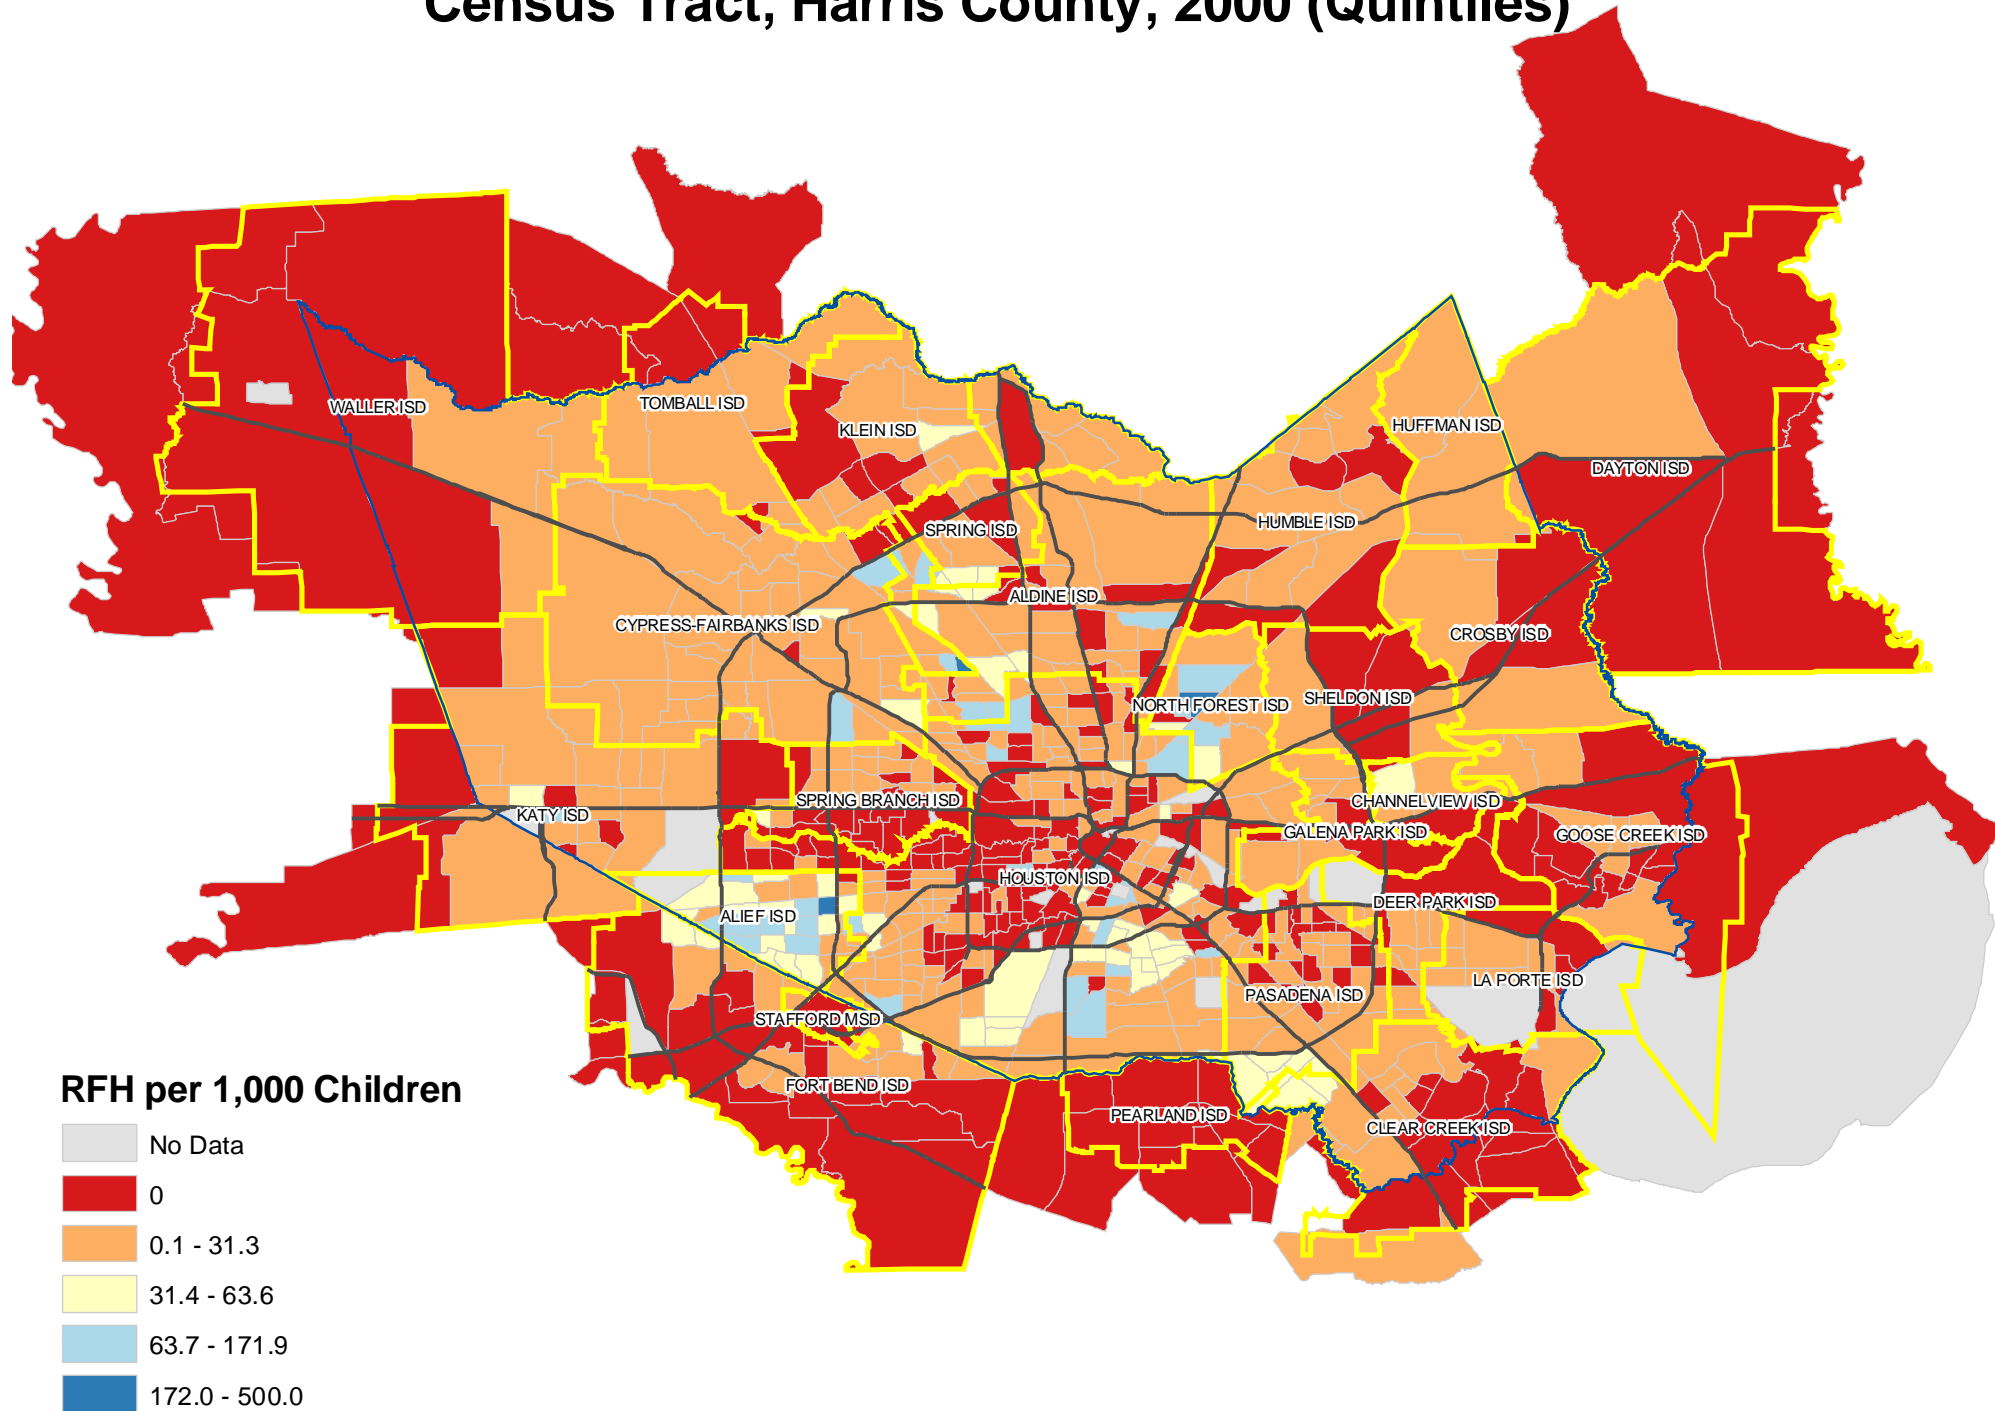 Census Tract, Harris County, 2000 (Quintiles)
WALLER ISD
TOMBALL ISD
KLEIN ISD
HUFFMAN ISD
DAYTON ISD
SPRING ISD
HUMBLE ISD
ALDINE ISD
CYPRESS-FAIRBANKS ISD
CROSBY ISD
SHELDON ISD
NORTH FOREST ISD
SPRING BRANCH ISD
CHANNELVIEW ISD
KATY ISD
GALENA PARK ISD
GOOSE CREEK ISD
HOUSTON ISD
DEER PARK ISD
ALIEF ISD
LA PORTE ISD
PASADENA ISD
STAFFORD MSD
FORT BEND ISD
PEARLAND ISD
CLEAR CREEK ISD
RFH per 1,000 Children
No Data
0
0.1 - 31.3
31.4 - 63.6
63.7 - 171.9
172.0 - 500.0